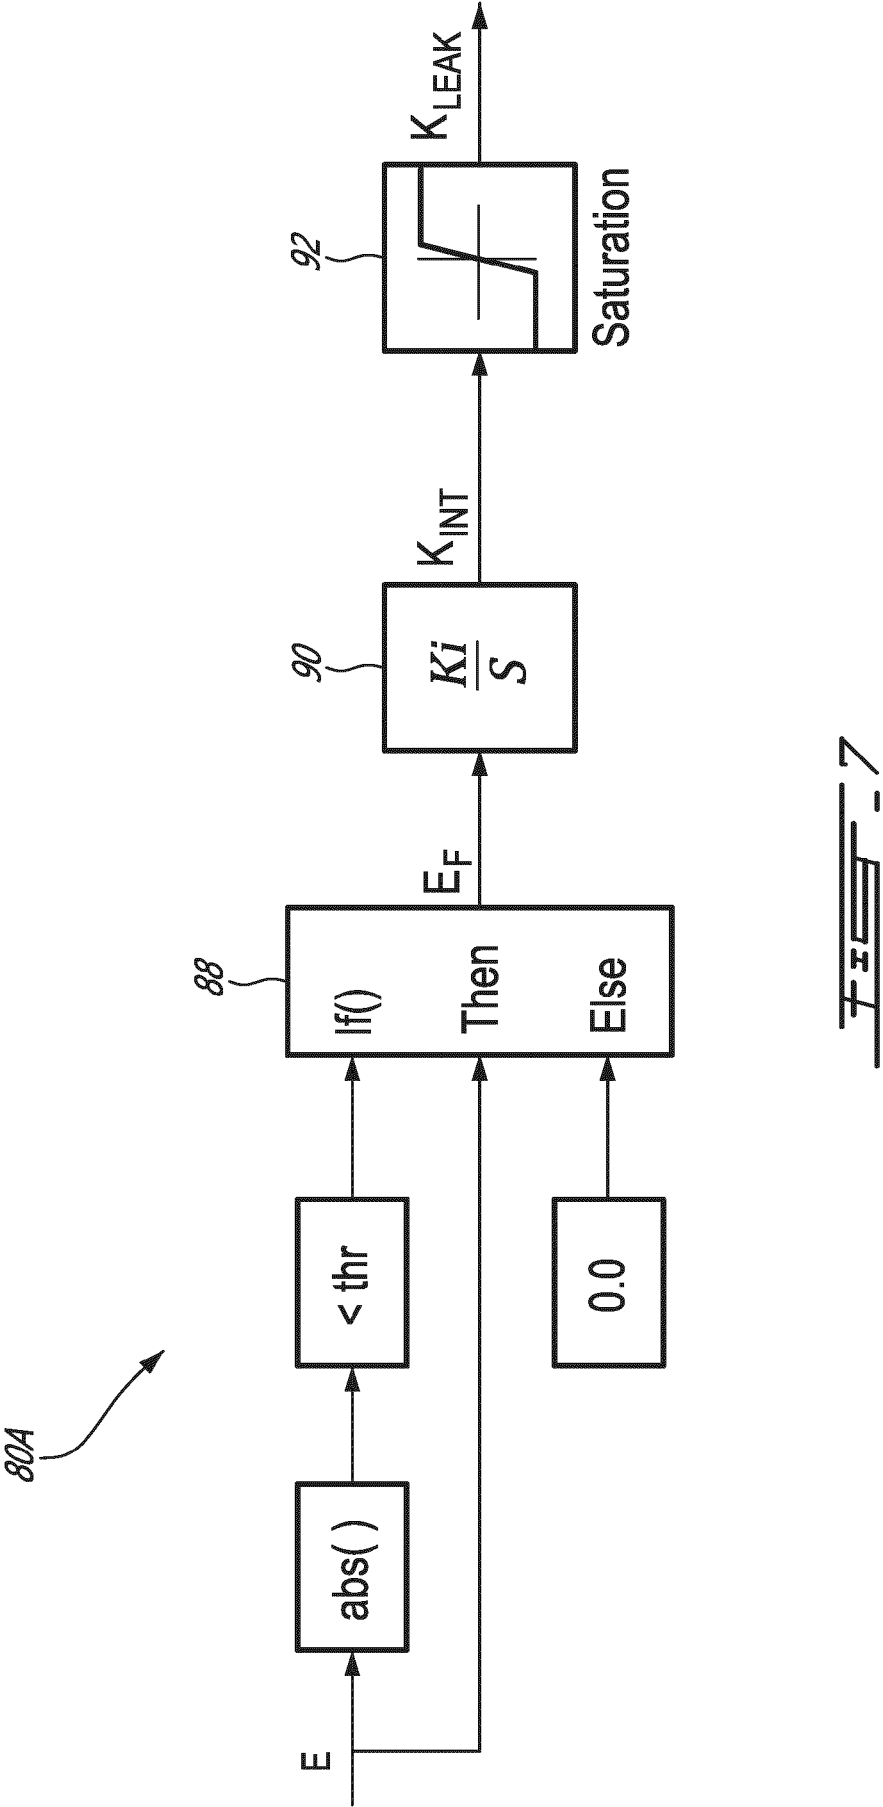 80A
E
abs( )
< thr
0.0
88
If()
Then
Else
E_F
90
Ki
S
K_INT
92
Saturation
K_LEAK
FIG-7